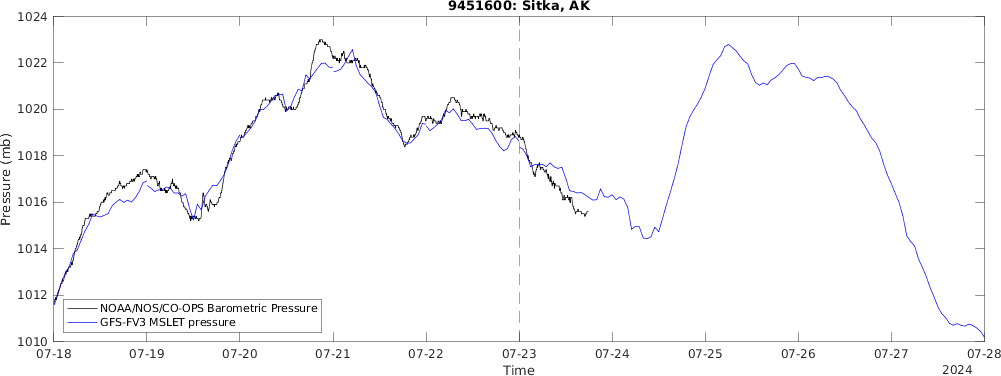 9451600: Sitka, AK
Pressure (mb)
1024
1022
1020
1018
1016
1014
1012
1010
NOAA/NOS/CO-OPS Barometric Pressure
GFS-FV3 MSLET pressure
07-18 07-19 07-20 07-21 07-22 07-23 07-24 07-25 07-26 07-27 07-28
Time
2024